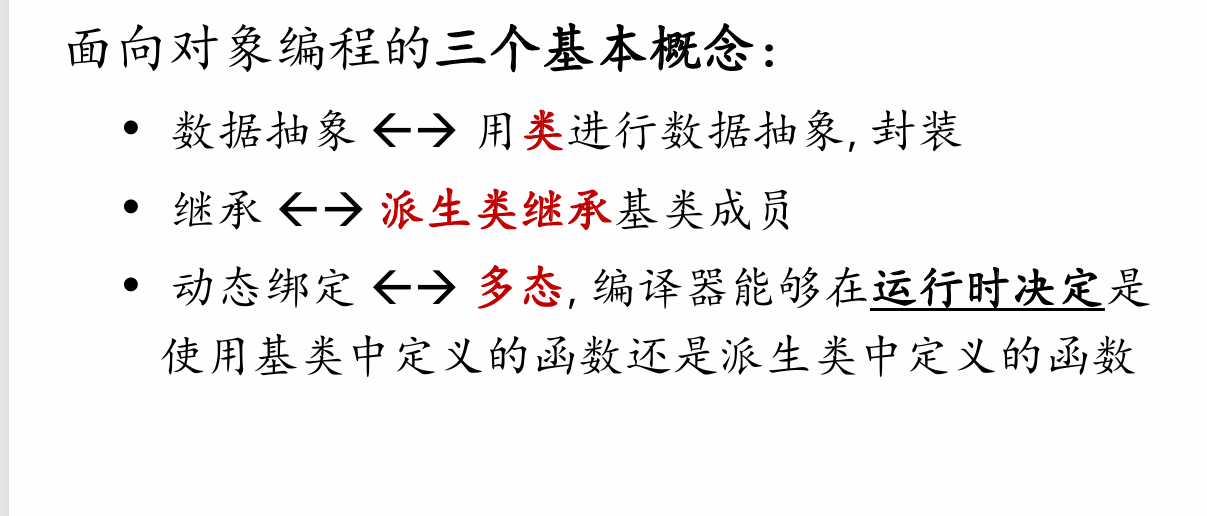 面向对象编程的三个基本概念：
• 数据抽象 ←→ 用类进行数据抽象, 封装
• 继承 ←→ 派生类继承基类成员
• 动态绑定 ←→ 多态, 编译器能够在运行时决定是
使用基类中定义的函数还是派生类中定义的函数